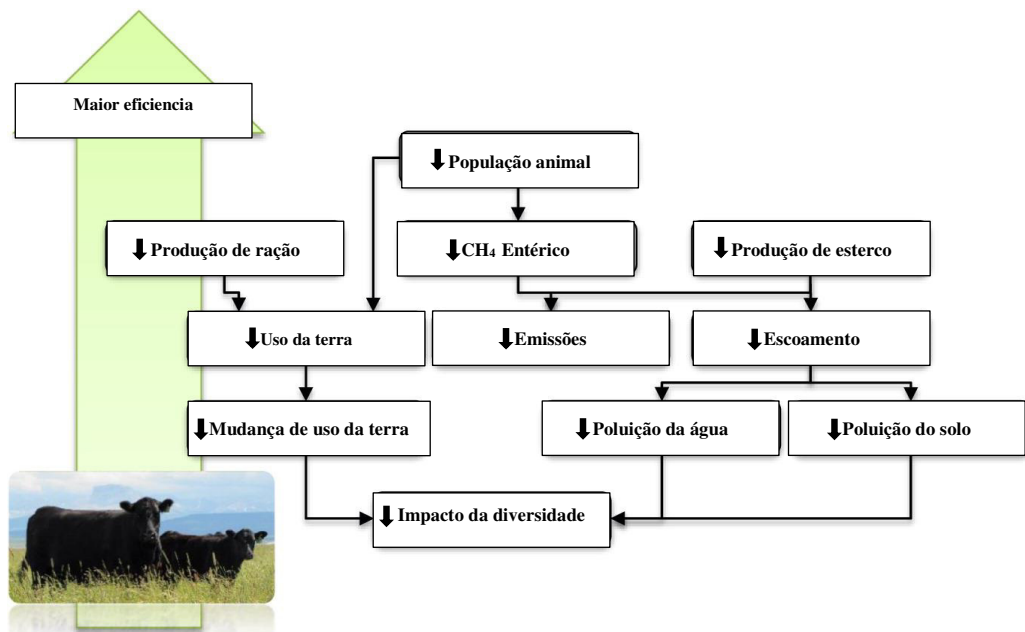 Maior eficiencia
⬇População animal
⬇Produção de ração
⬇CH₄ Entérico
⬇Produção de esterco
⬇Uso da terra
⬇Emissões
⬇Escoamento
⬇Mudança de uso da terra
⬇Poluição da água
⬇Poluição do solo
⬇Impacto da diversidade